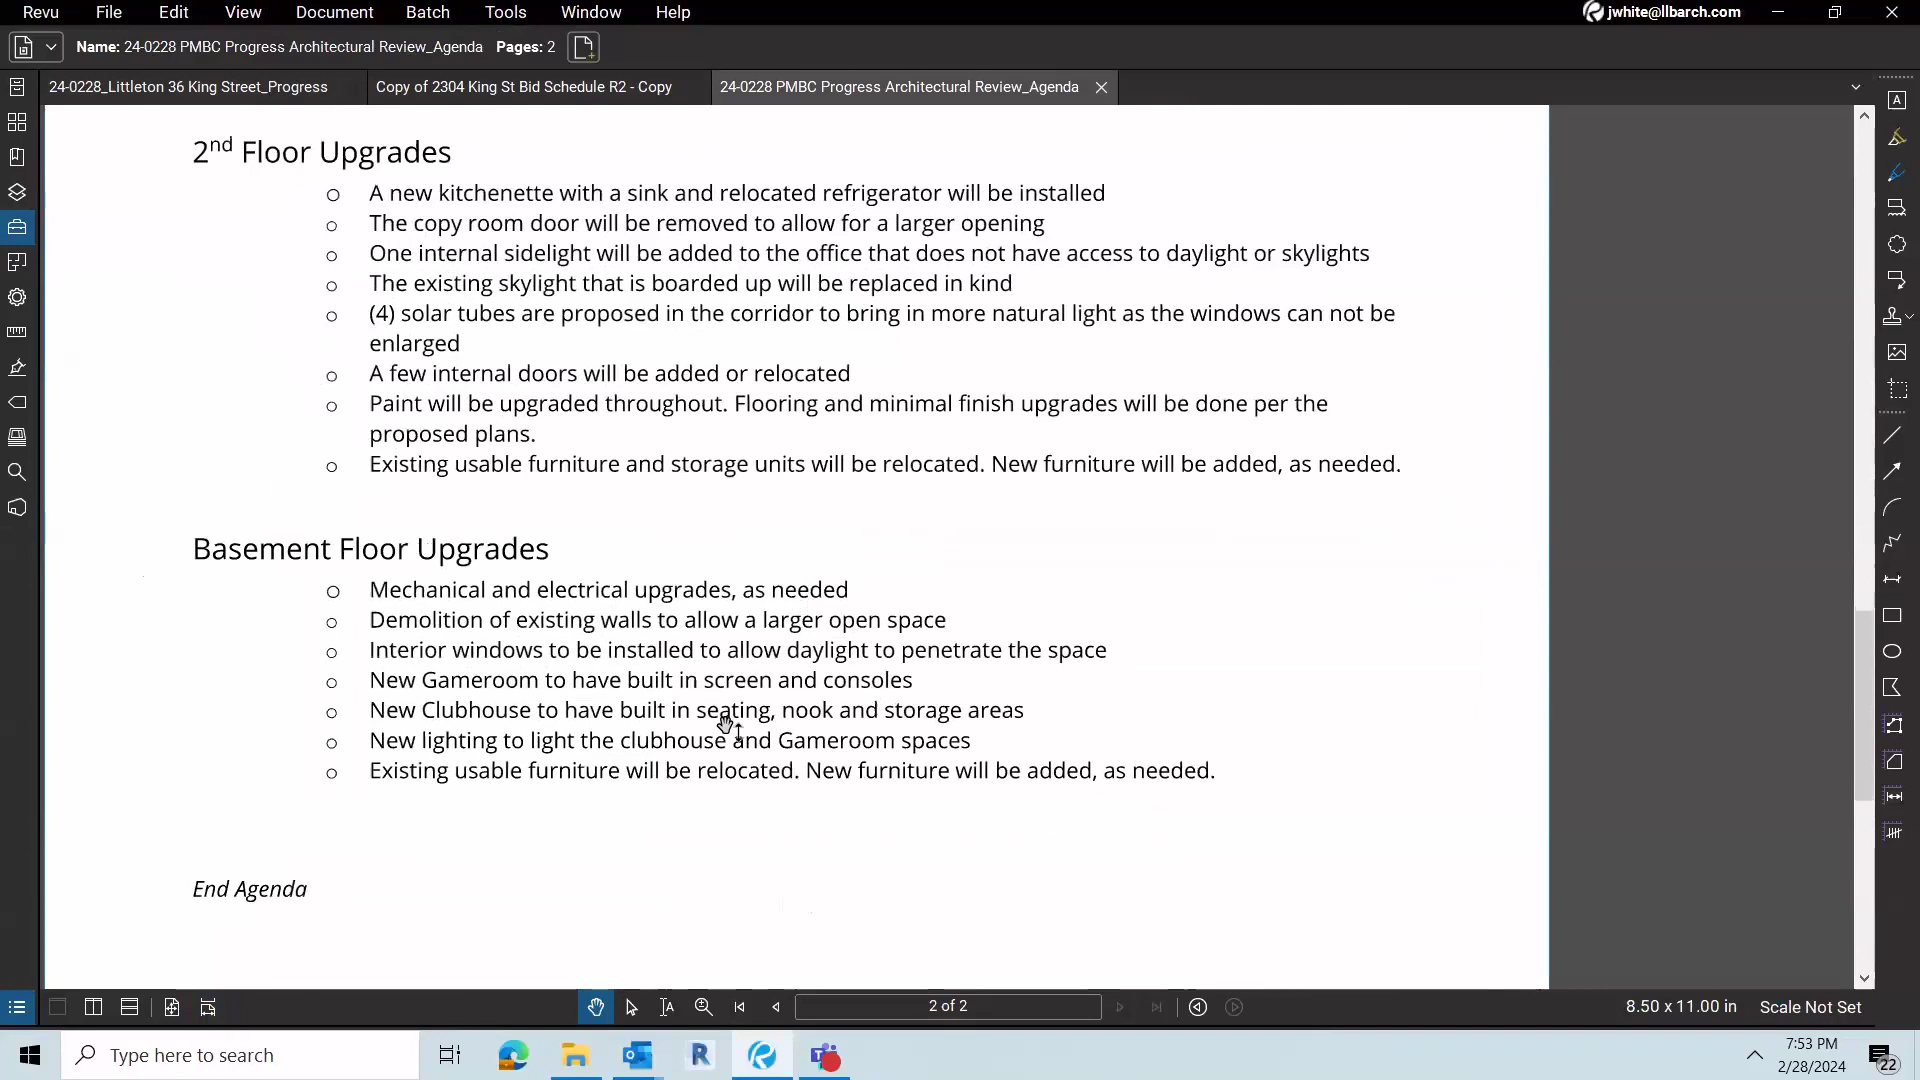 Revu File Edit View Document Batch Tools Window Help jwhite@llbarch.com
Name: 24-0228 PMBC Progress Architectural Review_Agenda Pages: 2
24-0228_Littleton 36 King Street_Progress Copy of 2304 King St Bid Schedule R2 - Copy 24-0228 PMBC Progress Architectural Review_Agenda
2nd Floor Upgrades
o A new kitchenette with a sink and relocated refrigerator will be installed
o The copy room door will be removed to allow for a larger opening
o One internal sidelight will be added to the office that does not have access to daylight or skylights
o The existing skylight that is boarded up will be replaced in kind
o (4) solar tubes are proposed in the corridor to bring in more natural light as the windows can not be
enlarged
o A few internal doors will be added or relocated
o Paint will be upgraded throughout. Flooring and minimal finish upgrades will be done per the
proposed plans.
o Existing usable furniture and storage units will be relocated. New furniture will be added, as needed.
Basement Floor Upgrades
o Mechanical and electrical upgrades, as needed
o Demolition of existing walls to allow a larger open space
o Interior windows to be installed to allow daylight to penetrate the space
o New Gameroom to have built in screen and consoles
o New Clubhouse to have built in seating, nook and storage areas
o New lighting to light the clubhouse and Gameroom spaces
o Existing usable furniture will be relocated. New furniture will be added, as needed.
End Agenda
2 of 2 8.50 x 11.00 in Scale Not Set
Type here to search
7:53 PM
2/28/2024
22